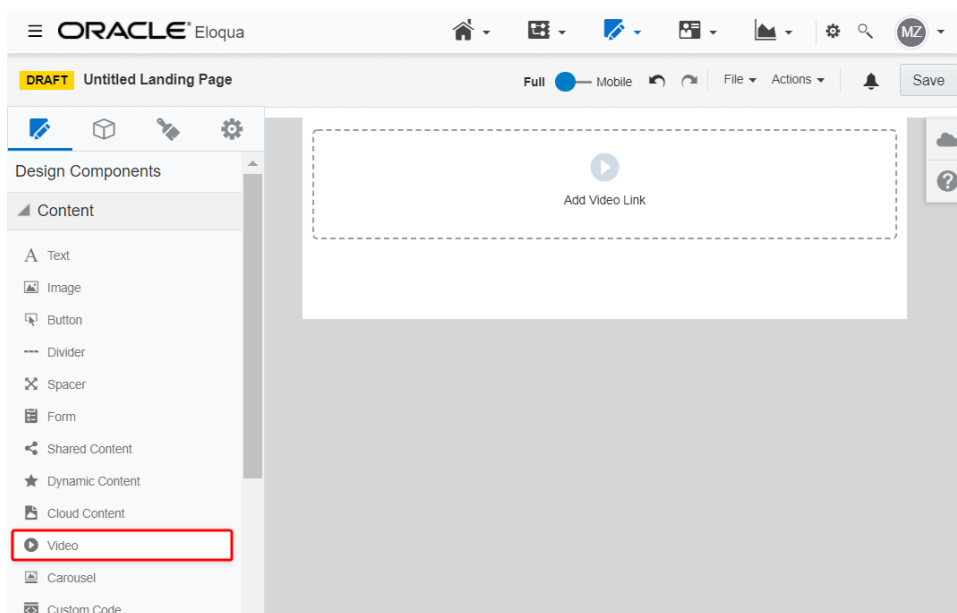 ORACLE Eloqua
MZ
DRAFT Untitled Landing Page
Full Mobile File Actions Save
Design Components
Add Video Link
Content
Text
Image
Button
Divider
Spacer
Form
Shared Content
Dynamic Content
Cloud Content
Video
Carousel
Custom Code